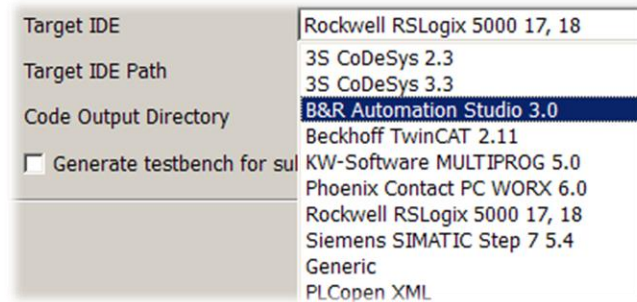 Target IDE
Rockwell RSLogix 5000 17, 18
Target IDE Path
Code Output Directory
Generate testbench for sul
3S CoDeSys 2.3
3S CoDeSys 3.3
B&R Automation Studio 3.0
Beckhoff TwinCAT 2.11
KW-Software MULTIPROG 5.0
Phoenix Contact PC WORX 6.0
Rockwell RSLogix 5000 17, 18
Siemens SIMATIC Step 7 5.4
Generic
PLCopen XML